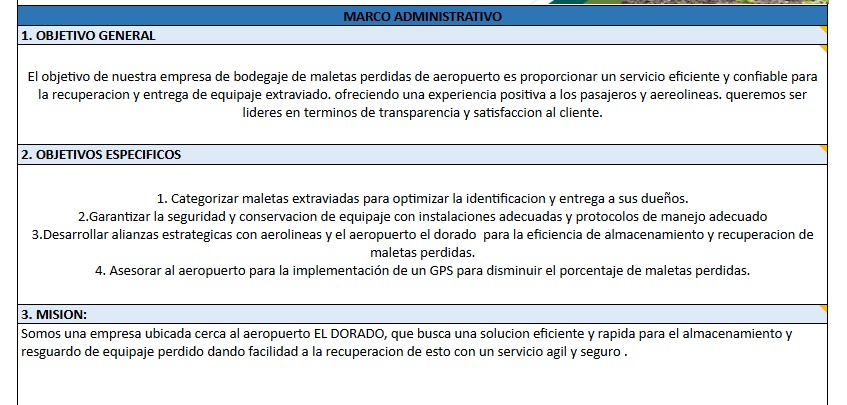 MARCO ADMINISTRATIVO
1. OBJETIVO GENERAL
El objetivo de nuestra empresa de bodegaje de maletas perdidas de aeropuerto es proporcionar un servicio eficiente y confiable para
la recuperacion y entrega de equipaje extraviado. ofreciendo una experiencia positiva a los pasajeros y aereolineas. queremos ser
lideres en terminos de transparencia y satisfaccion al cliente.
2. OBJETIVOS ESPECIFICOS
1. Categorizar maletas extraviadas para optimizar la identificacion y entrega a sus dueños.
2.Garantizar la seguridad y conservacion de equipaje con instalaciones adecuadas y protocolos de manejo adecuado
3.Desarrollar alianzas estrategicas con aerolineas y el aeropuerto el dorado  para la eficiencia de almacenamiento y recuperacion de
maletas perdidas.
4. Asesorar al aeropuerto para la implementación de un GPS para disminuir el porcentaje de maletas perdidas.
3. MISION:
Somos una empresa ubicada cerca al aeropuerto EL DORADO, que busca una solucion eficiente y rapida para el almacenamiento y
resguardo de equipaje perdido dando facilidad a la recuperacion de esto con un servicio agil y seguro .